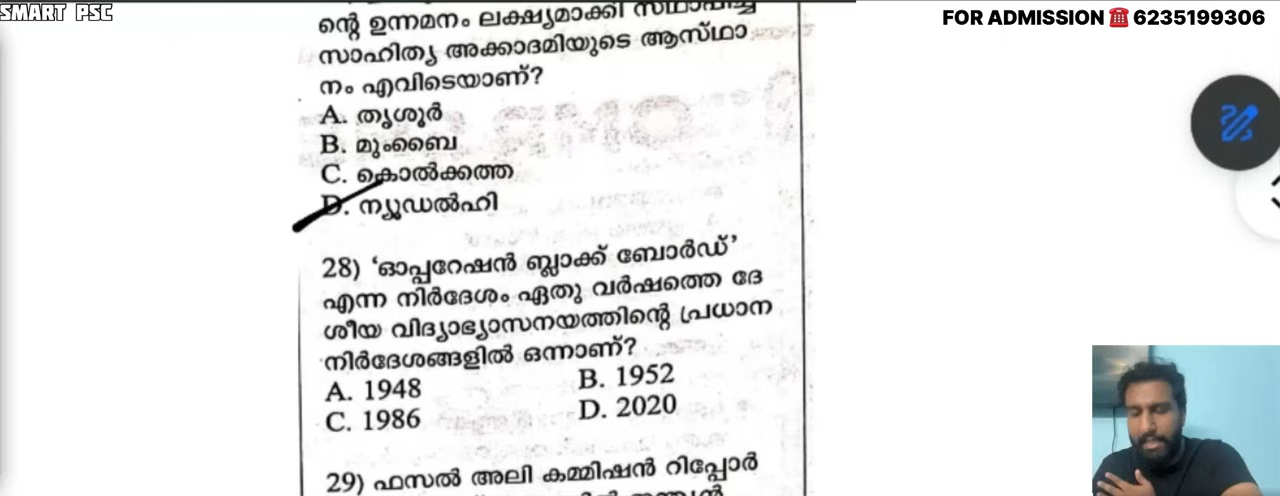 SMART PSC
FOR ADMISSION ☎ 6235199306
ന്റെ ഉന്നമനം ലക്ഷ്യമാക്കി സ്ഥാപിച്ച
സാഹിത്യ അക്കാദമിയുടെ ആസ്ഥാ
നം എവിടെയാണ്?
A. തൃശൂർ
B. മുംബൈ
C. കൊൽക്കത്ത
D. ന്യൂഡൽഹി
28) ‘ഓപ്പറേഷൻ ബ്ലാക്ക് ബോർഡ്’
എന്ന നിർദേശം ഏതു വർഷത്തെ ദേ
ശീയ വിദ്യാഭ്യാസനയത്തിന്റെ പ്രധാന
നിർദേശങ്ങളിൽ ഒന്നാണ്?
A. 1948 B. 1952
C. 1986 D. 2020
29) ഫസൽ അലി കമ്മിഷൻ റിപ്പോർ